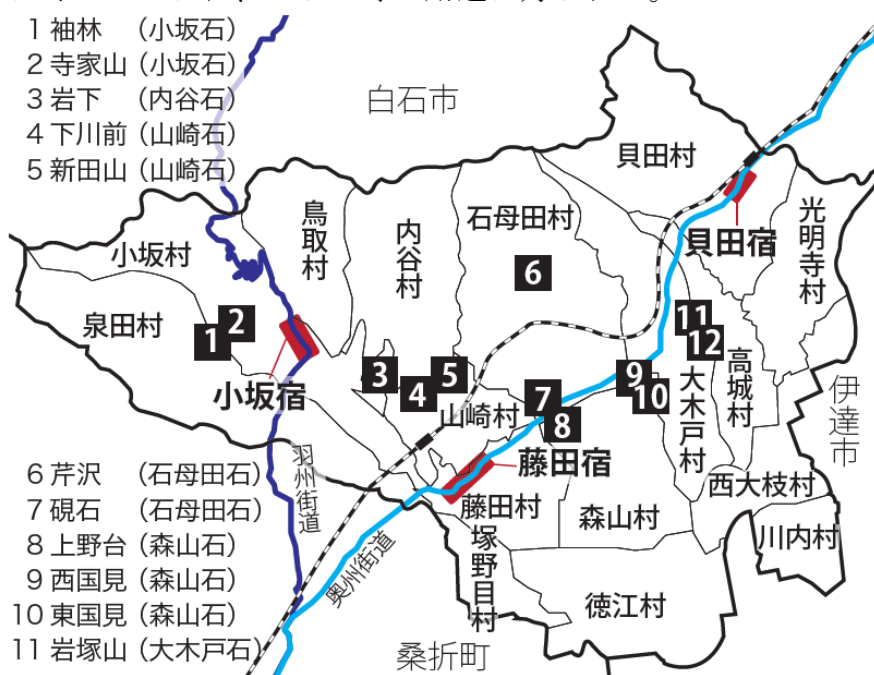 1 袖林 (小坂石)
2 寺家山 (小坂石)
3 岩下 (内谷石)
4 下川前 (山崎石)
5 新田山 (山崎石)
白石市
貝田村
鳥取村
内谷村
石母田村
小坂村
貝田宿
光明寺村
泉田村
6
1
2
11
12
小坂宿
3
4
5
山崎村
7
8
9
10
大木戸村
高城村
伊達市
羽州街道
藤田宿
藤田村
西大枝村
森山村
川内村
6 芹沢 (石母田石)
7 硯石 (石母田石)
8 上野台 (森山石)
9 西国見 (森山石)
10 東国見 (森山石)
11 岩塚山 (大木戸石)
奥州街道
塚野目村
徳江村
桑折町